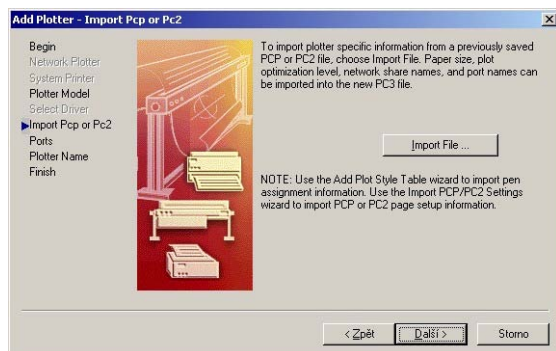 Add Plotter - Import Pcp or Pc2
Begin
Network Plotter
System Printer
Plotter Model
Select Driver
Import Pcp or Pc2
Ports
Plotter Name
Finish
To import plotter specific information from a previously saved
PCP or PC2 file, choose Import File. Paper size, plot
optimization level, network share names, and port names can
be imported into the new PC3 file.
Import File ...
NOTE: Use the Add Plot Style Table wizard to import pen
assignment information. Use the Import PCP/PC2 Settings
wizard to import PCP or PC2 page setup information.
< Zpět
Další >
Storno